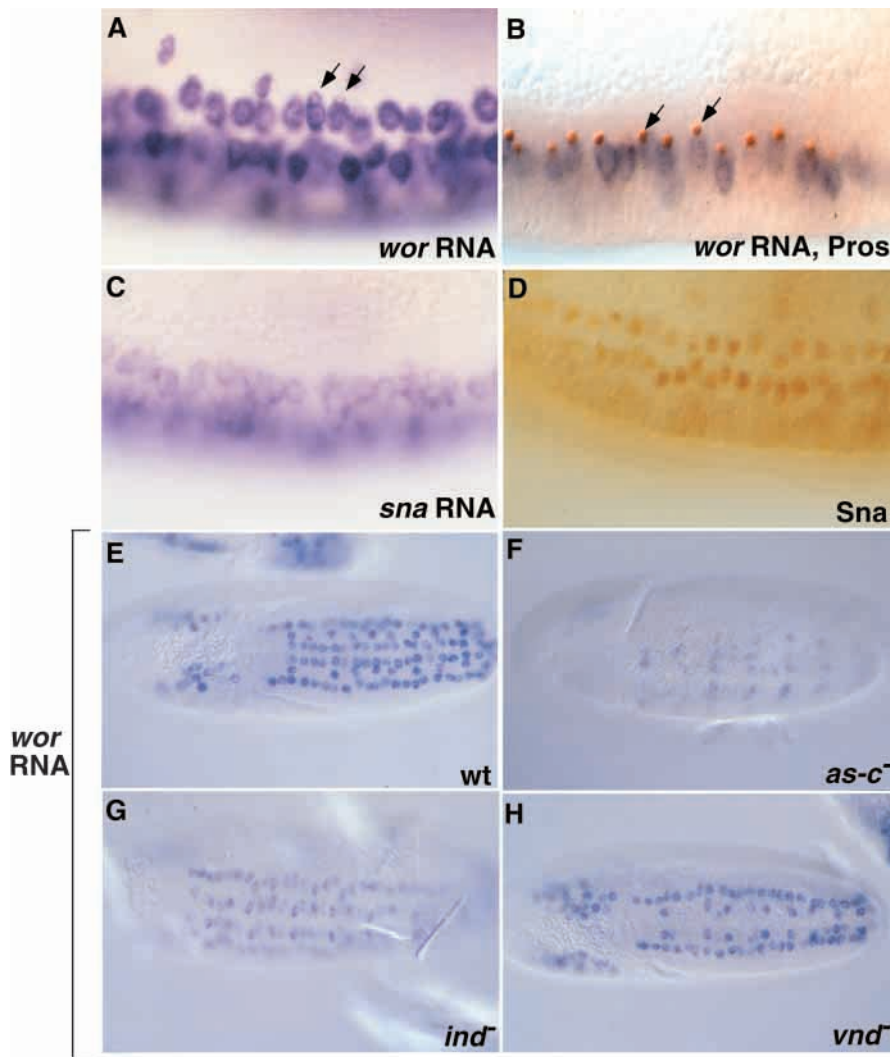 A
B
wor RNA
wor RNA, Pros
C
D
sna RNA
Sna
E
F
wor
RNA
wt
as-c-
G
H
ind-
vnd-